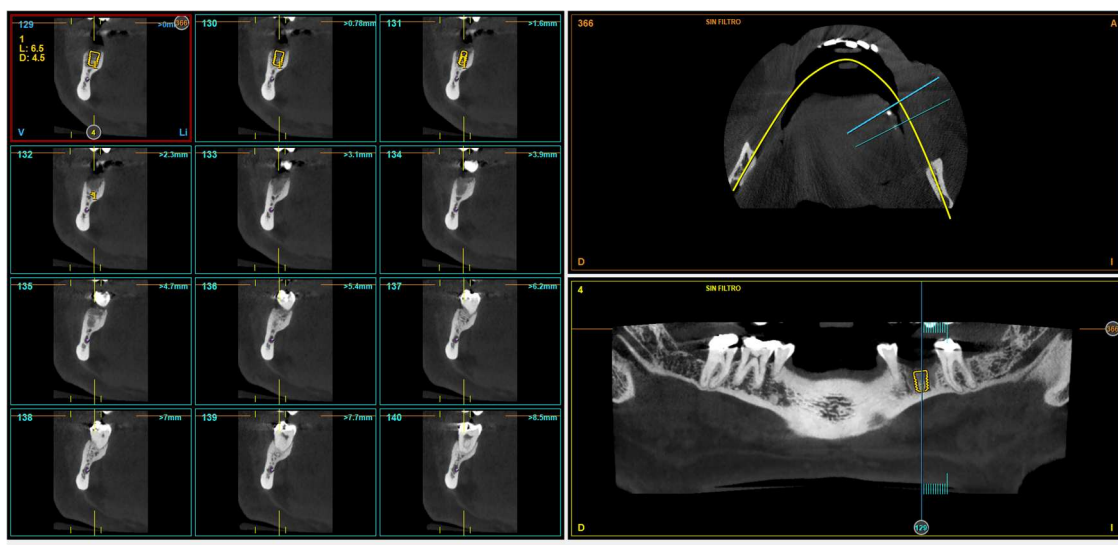 129
>0mm
366
1
L: 6.5
D: 4.5
V
4
Li
130
>0.78mm
131
>1.6mm
132
>2.3mm
133
>3.1mm
134
>3.9mm
135
>4.7mm
136
>5.4mm
137
>6.2mm
138
>7mm
139
>7.7mm
140
>8.5mm
366
SIN FILTRO
A
D
I
4
SIN FILTRO
366
D
129
I